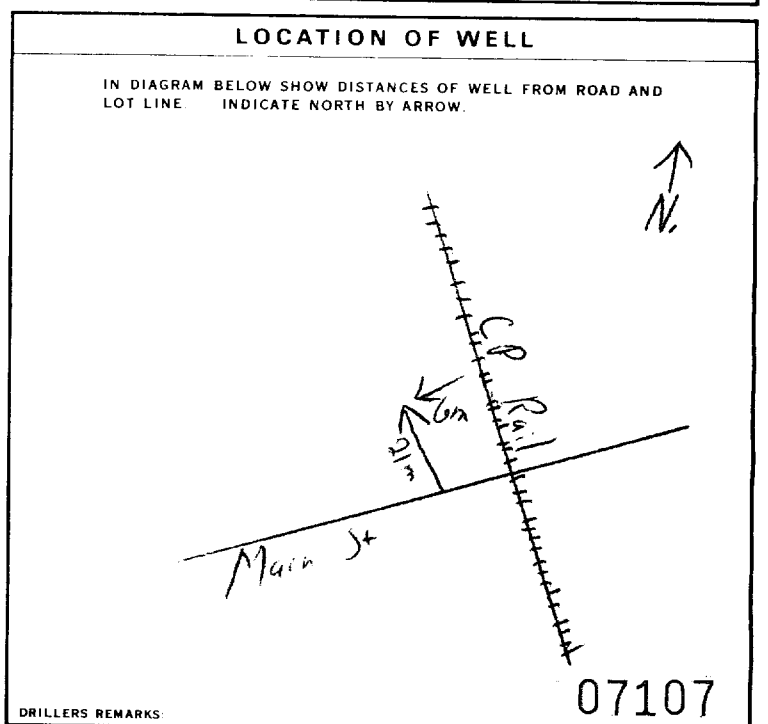 LOCATION OF WELL
IN DIAGRAM BELOW SHOW DISTANCES OF WELL FROM ROAD AND
LOT LINE. INDICATE NORTH BY ARROW.
N.
CP Rail
6m
21m
Main St
07107
DRILLERS REMARKS: